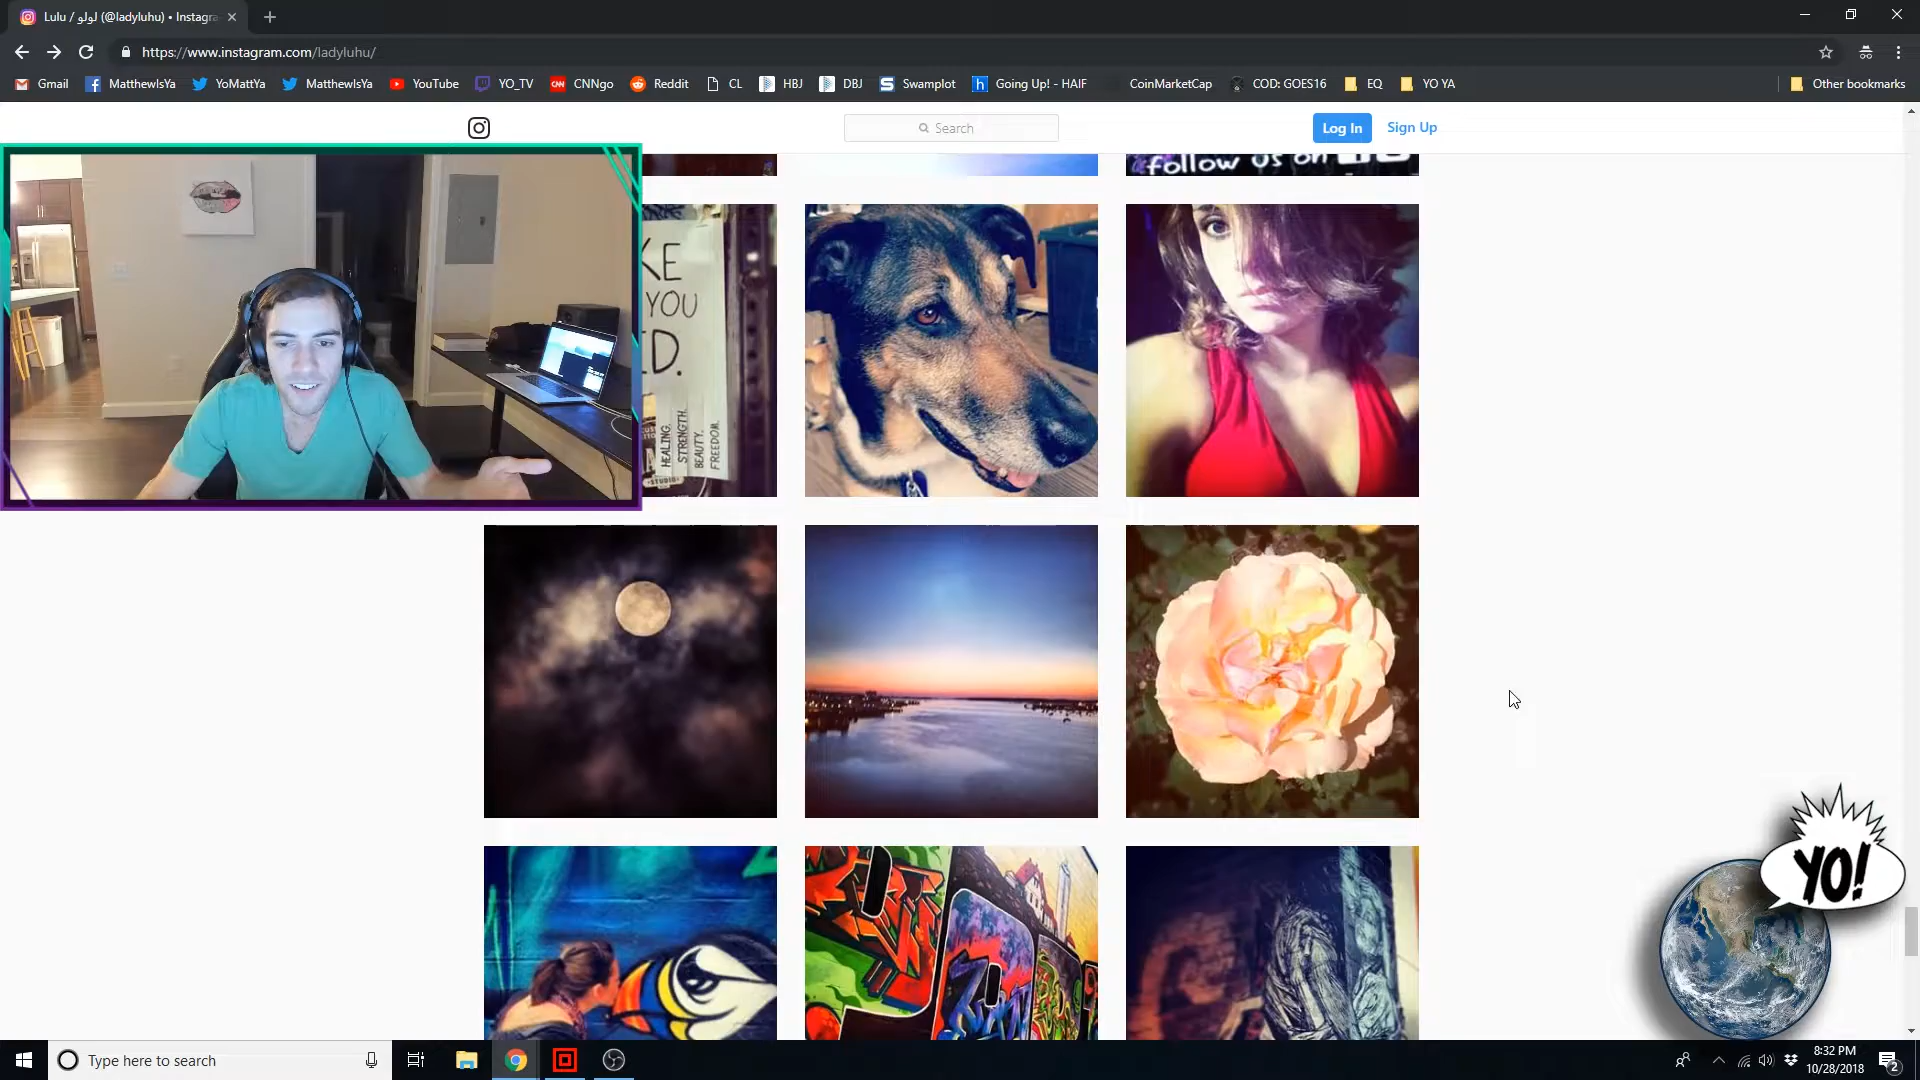 Lulu / لولو (@ladyluhu) • Instagra
https://www.instagram.com/ladyluhu/
Gmail MatthewIsYa YoMattYa MatthewIsYa YouTube YO_TV CNNgo Reddit CL HBJ DBJ Swamplot Going Up! - HAIF CoinMarketCap COD: GOES16 EQ YO YA Other bookmarks
Search
Log In Sign Up
follow us on
KE
YOU
D.
HEALING.
STRENGTH.
BEAUTY.
FREEDOM.
STUDIO
YO!
Type here to search
8:32 PM
10/28/2018
2